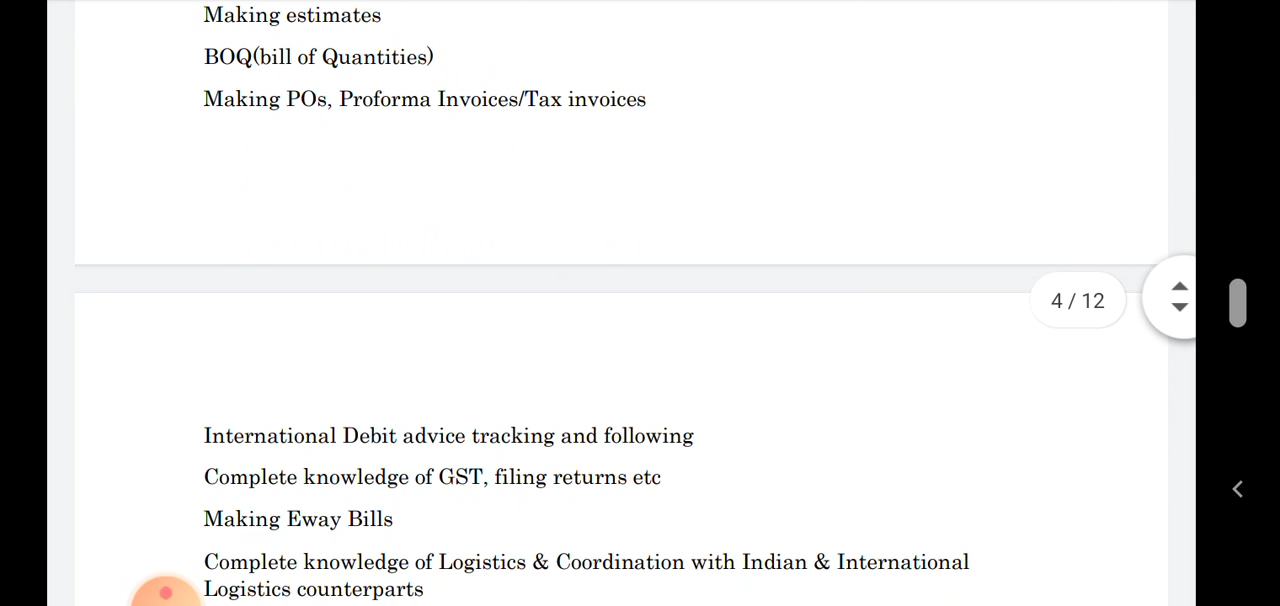 Making estimates
BOQ(bill of Quantities)
Making POs, Proforma Invoices/Tax invoices
4 / 12
International Debit advice tracking and following
Complete knowledge of GST, filing returns etc
Making Eway Bills
Complete knowledge of Logistics & Coordination with Indian & International
Logistics counterparts